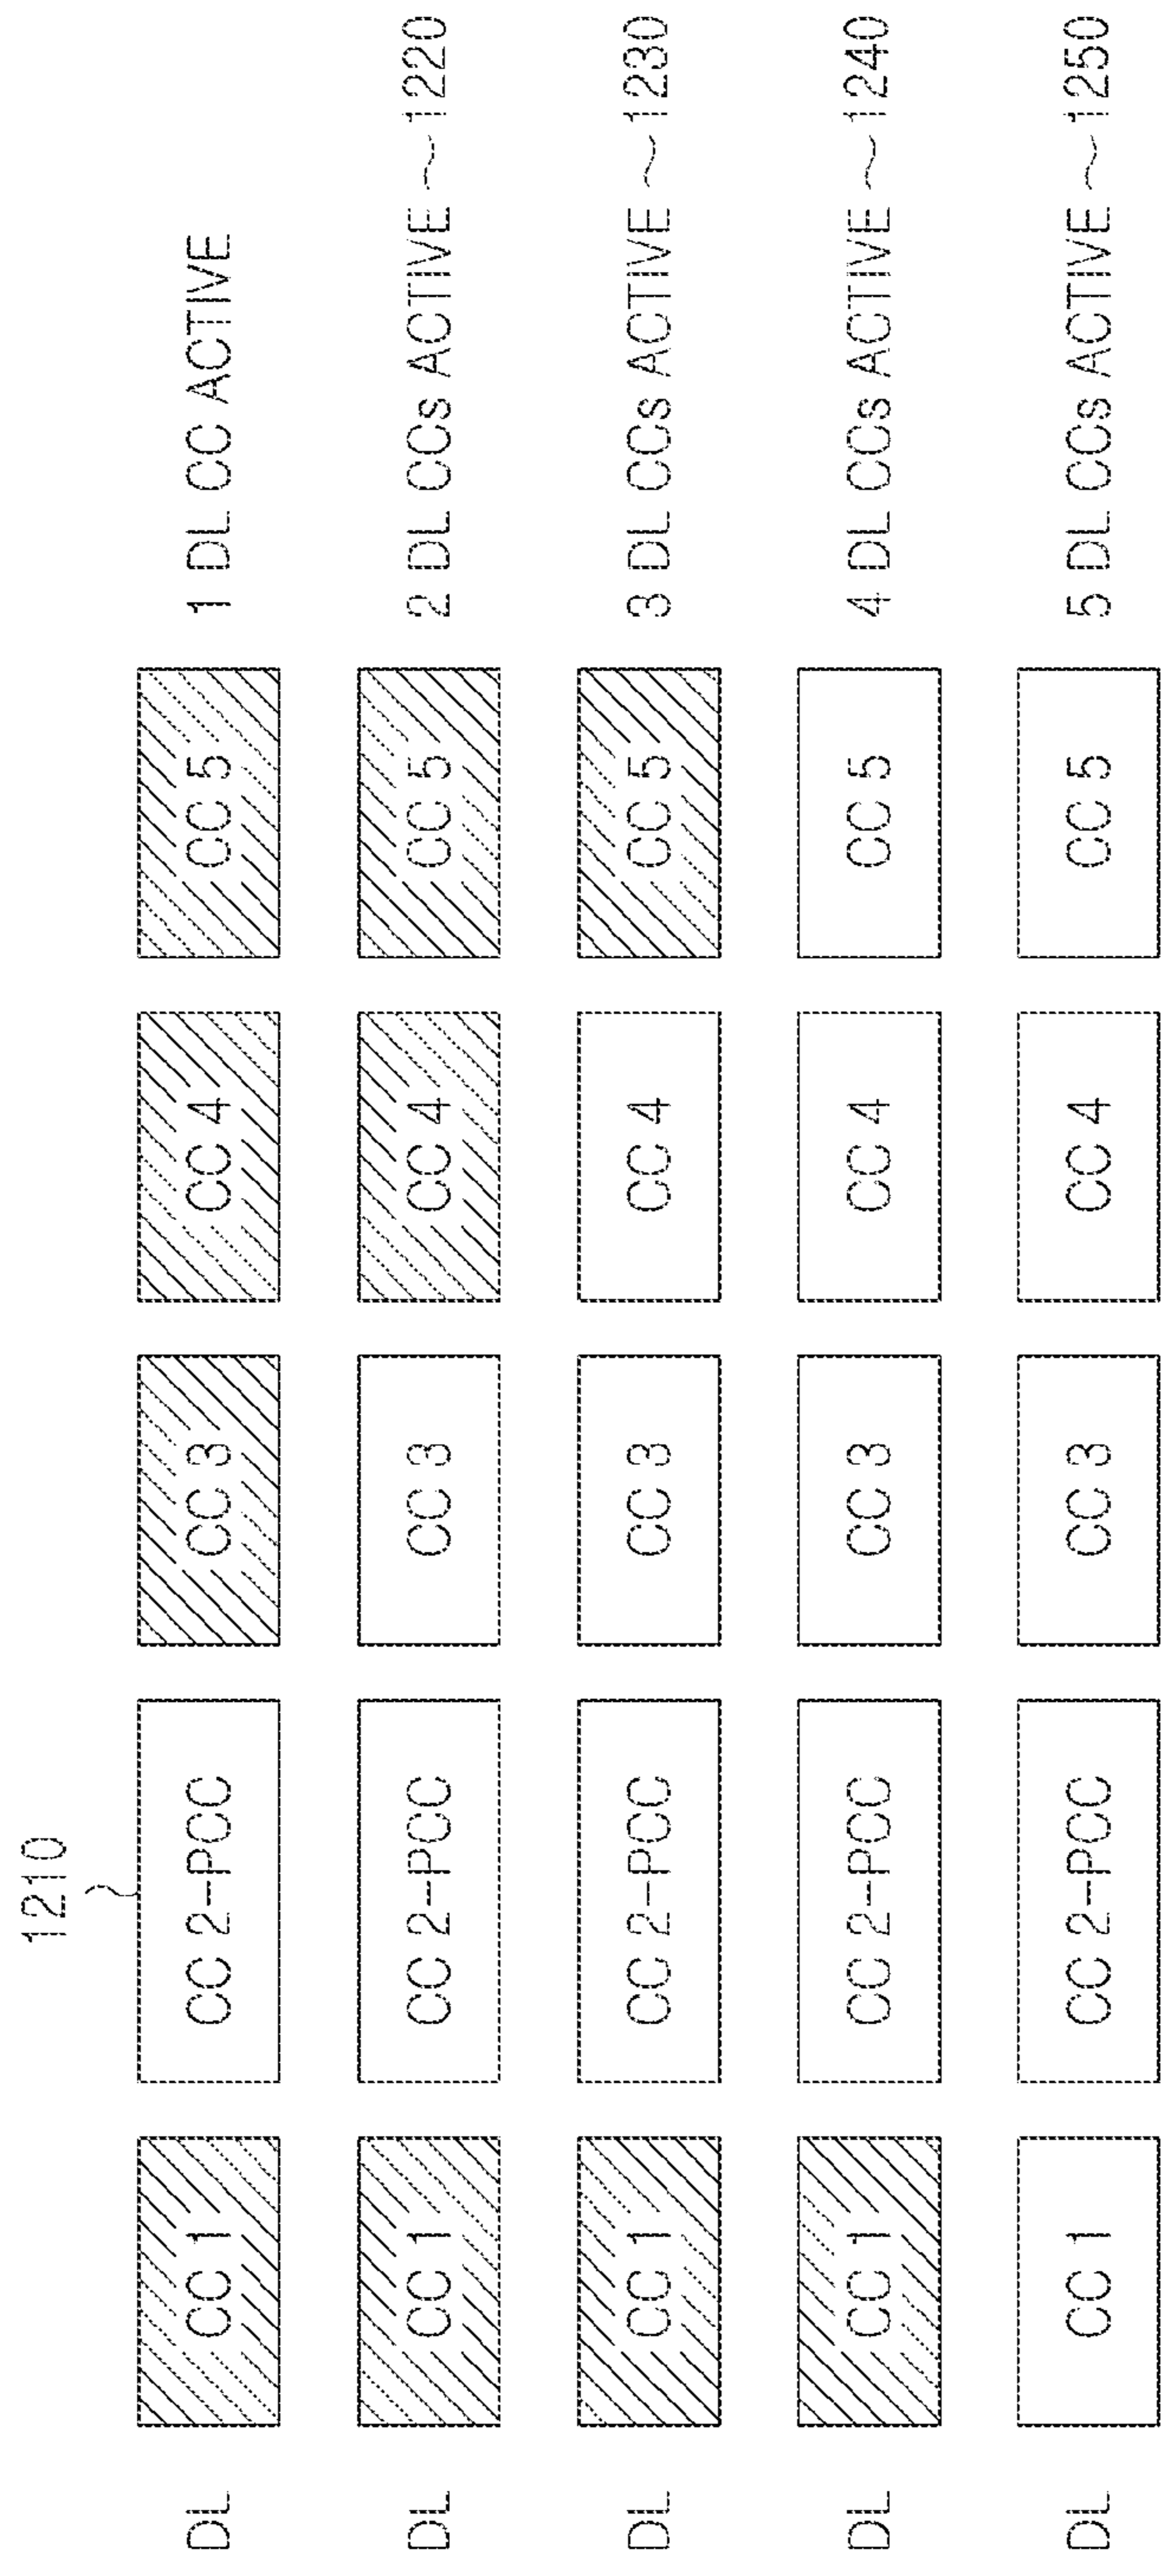 1210
DL CC 1 CC 2-PCC CC 3 CC 4 CC 5 1 DL CC ACTIVE
DL CC 1 CC 2-PCC CC 3 CC 4 CC 5 2 DL CCs ACTIVE ~1220
DL CC 1 CC 2-PCC CC 3 CC 4 CC 5 3 DL CCs ACTIVE ~1230
DL CC 1 CC 2-PCC CC 3 CC 4 CC 5 4 DL CCs ACTIVE ~1240
DL CC 1 CC 2-PCC CC 3 CC 4 CC 5 5 DL CCs ACTIVE ~1250